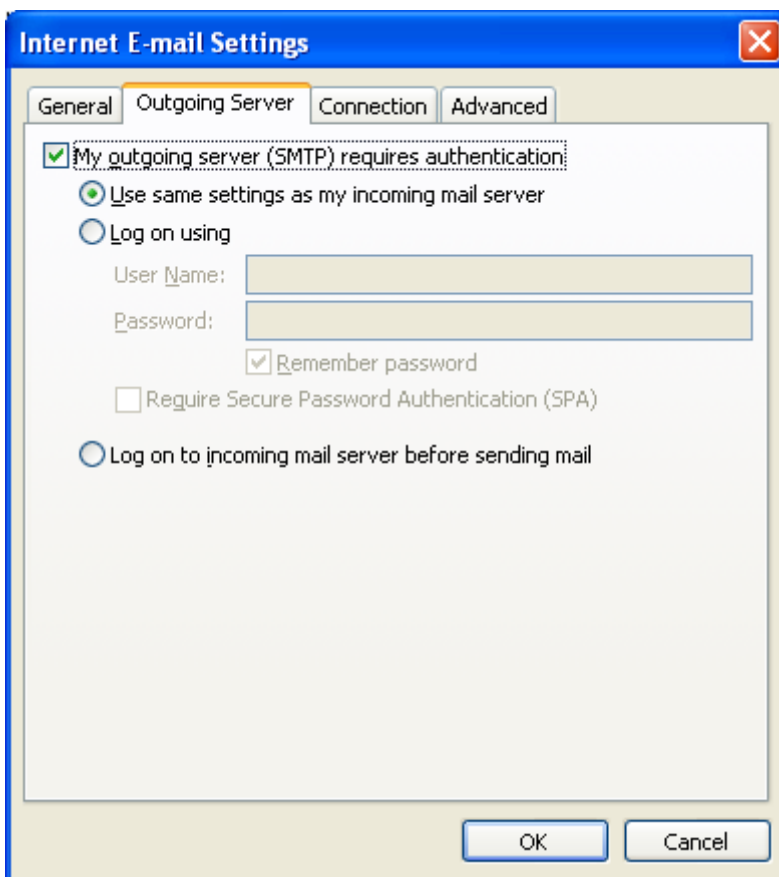 Internet E-mail Settings
General Outgoing Server Connection Advanced
My outgoing server (SMTP) requires authentication
Use same settings as my incoming mail server
Log on using
User Name:
Password:
Remember password
Require Secure Password Authentication (SPA)
Log on to incoming mail server before sending mail
OK Cancel